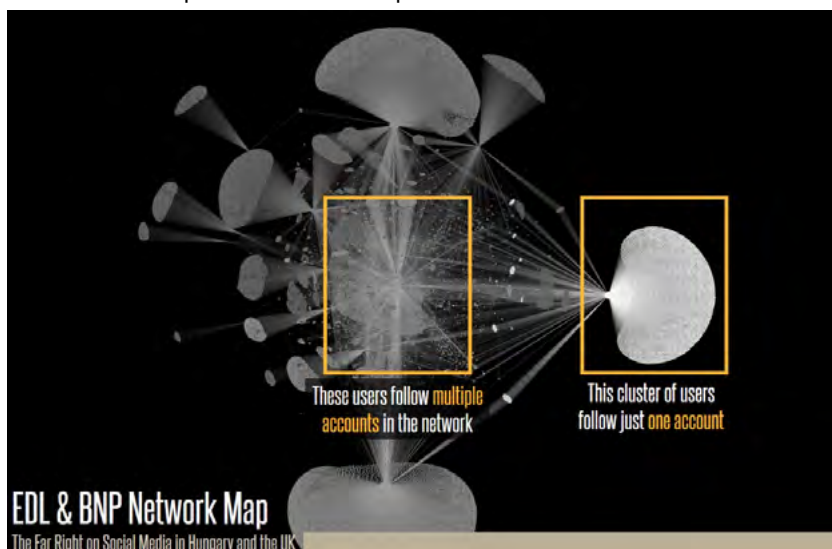 These users follow multiple
accounts in the network
This cluster of users
follow just one account
EDL & BNP Network Map
The Far Right on Social Media in Hungary and the UK